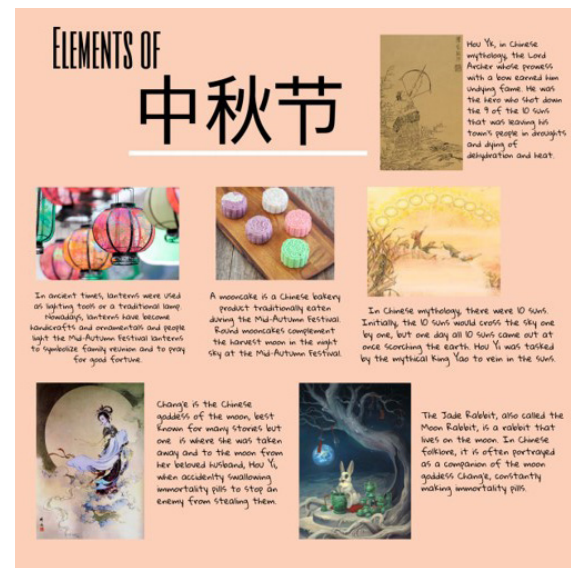 ELEMENTS OF
中秋节
Hou Yi, in Chinese
mythology, the Lord
Archer whose prowess
with a bow earned him
undying fame. He was
the hero who shot down
the 9 of the 10 suns
that was leaving his
town's people in droughts
and dying of
dehydration and heat.
In ancient times, lanterns were used
as lighting tools or a traditional lamp.
Nowadays, lanterns have become
handicrafts and ornamentals and people
light the Mid-Autumn Festival lanterns
to symbolize family reunion and to pray
for good fortune.
A mooncake is a Chinese bakery
product traditionally eaten
during the Mid-Autumn Festival.
Round mooncakes complement
the harvest moon in the night
sky at the Mid-Autumn Festival.
In Chinese mythology, there were 10 suns.
Initially, the 10 suns would cross the sky one
by one, but one day all 10 suns came out at
once scorching the earth. Hou Yi was tasked
by the mythical King Yao to rein in the suns.
Chang'e is the Chinese
goddess of the moon, best
known for many stories but
one is where she was taken
away and to the moon from
her beloved husband, Hou Yi,
when accidently swallowing
immortality pills to stop an
enemy from stealing them.
The Jade Rabbit, also called the
Moon Rabbit, is a rabbit that
lives on the moon. In Chinese
folklore, it is often portrayed
as a companion of the moon
goddess Chang'e, constantly
making immortality pills.